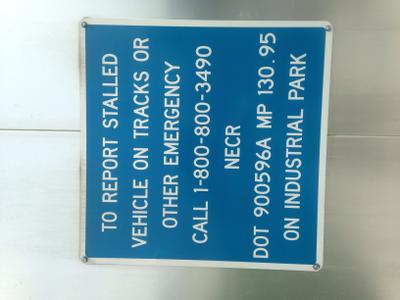 TO REPORT STALLED
VEHICLE ON TRACKS OR
OTHER EMERGENCY
CALL 1-800-800-3490
NECR
DOT 900596A MP 130.95
ON INDUSTRIAL PARK